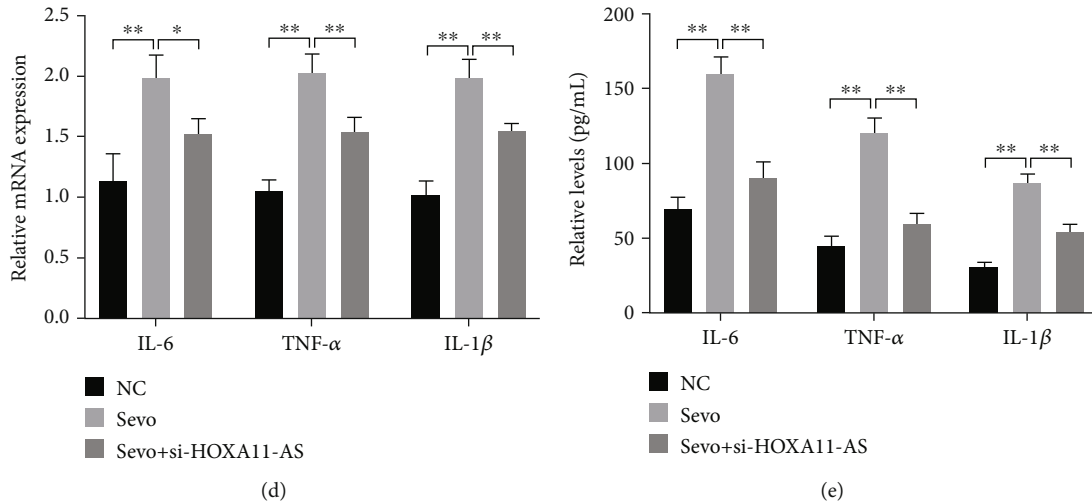 Relative mRNA expression
2.5
2.0
1.5
1.0
0.5
0.0
** *
** **
** **
IL-6 TNF-α IL-1β
NC
Sevo
Sevo+si-HOXA11-AS
(d)
Relative levels (pg/mL)
200
150
100
50
0
** **
** **
** **
IL-6 TNF-α IL-1β
NC
Sevo
Sevo+si-HOXA11-AS
(e)